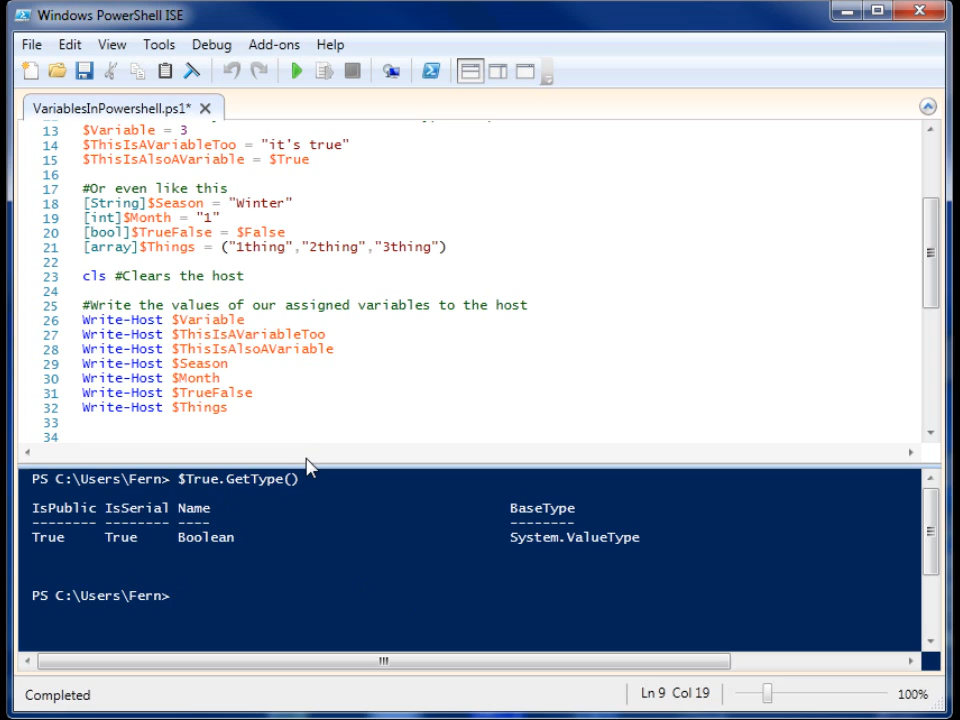 Windows PowerShell ISE
File Edit View Tools Debug Add-ons Help
VariablesInPowershell.ps1*
13 $Variable = 3
14 $ThisIsAVariableToo = "it's true"
15 $ThisIsAlsoAVariable = $True
16
17 #Or even like this
18 [String]$Season = "Winter"
19 [int]$Month = "1"
20 [bool]$TrueFalse = $False
21 [array]$Things = ("1thing","2thing","3thing")
22
23 cls #Clears the host
24
25 #Write the values of our assigned variables to the host
26 Write-Host $Variable
27 Write-Host $ThisIsAVariableToo
28 Write-Host $ThisIsAlsoAVariable
29 Write-Host $Season
30 Write-Host $Month
31 Write-Host $TrueFalse
32 Write-Host $Things
33
34
PS C:\Users\Fern> $True.GetType()
IsPublic IsSerial Name BaseType
-------- -------- ---- --------
True True Boolean System.ValueType
PS C:\Users\Fern>
Completed Ln 9 Col 19 100%